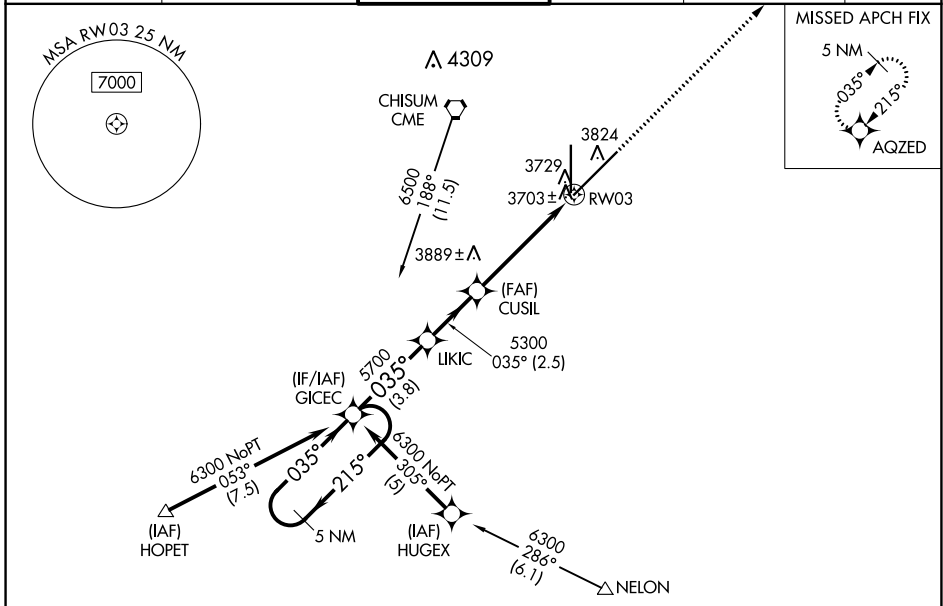 MSA RW03 25 NM
7000
4309
CHISUM
CME
6500
188°
(11.5)
3824
3729
3703±
RW03
3889±
(FAF)
CUSIL
5300
035° (2.5)
LIKIC
5700
035°
(3.8)
(IF/IAF)
GICEC
6300 NoPT
053°
(7.5)
035°
215°
5 NM
6300 NoPT
305°
(5)
(IAF)
HOPET
(IAF)
HUGEX
6300
286°
(6.1)
NELON
MISSED APCH FIX
5 NM
035°
215°
AQZED